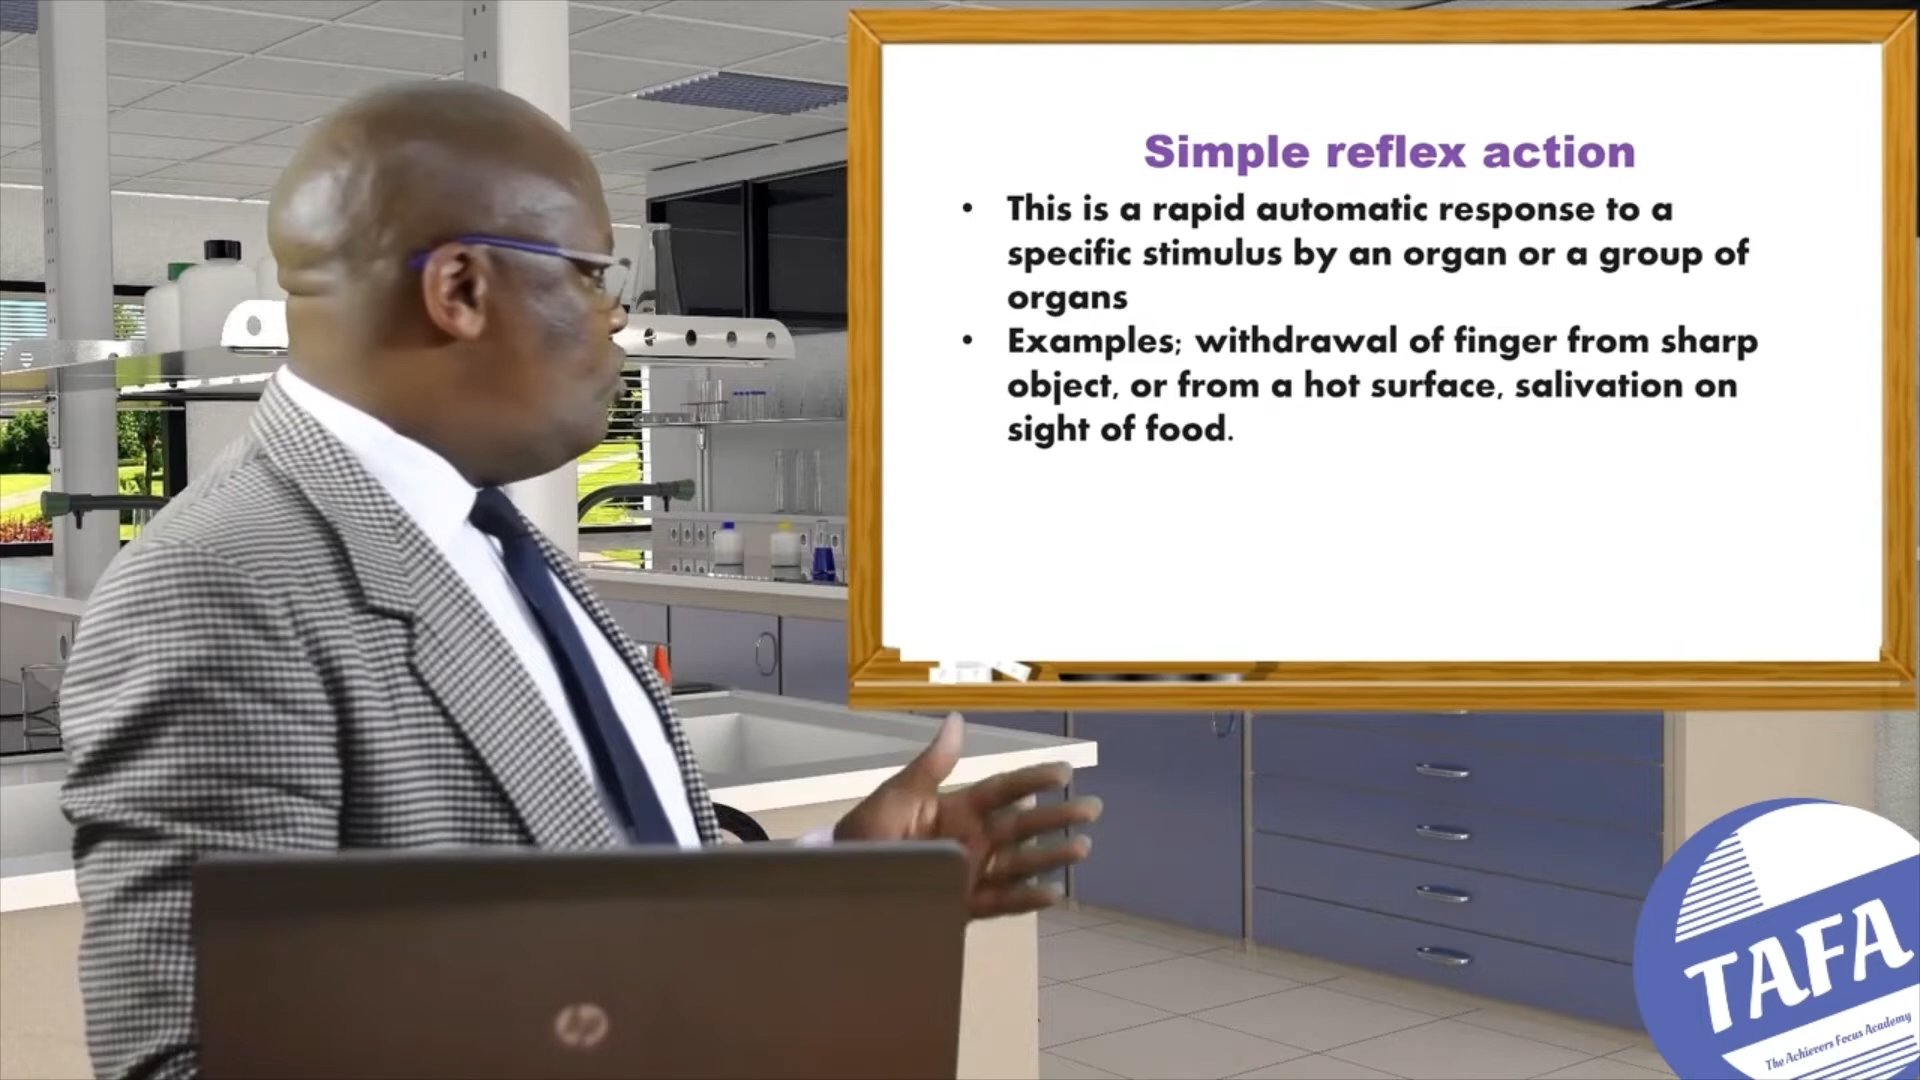 Simple reflex action
• This is a rapid automatic response to a
specific stimulus by an organ or a group of
organs
• Examples; withdrawal of finger from sharp
object, or from a hot surface, salivation on
sight of food.
hp
TAFA
The Achievers Focus Academy